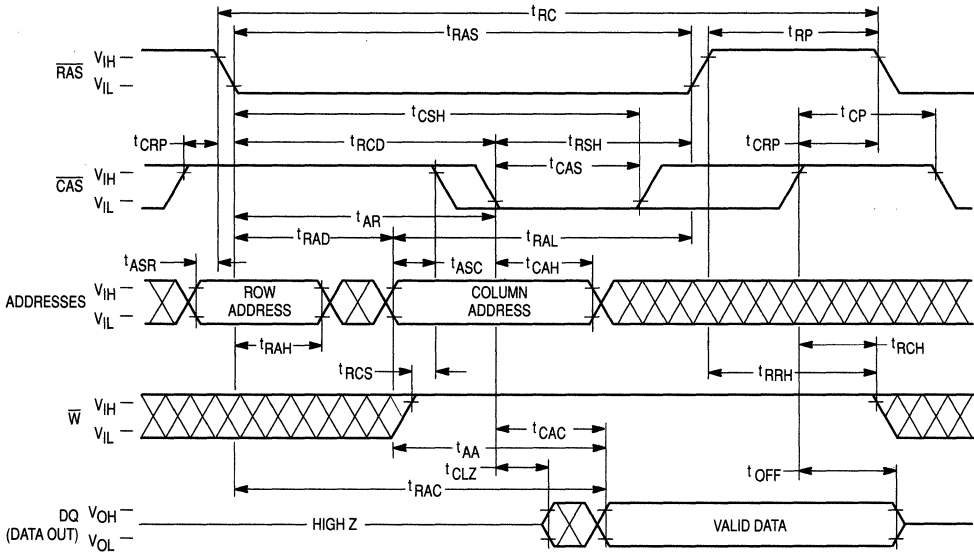 tRC
tRAS
tRP
RAS
VIH
VIL
tCSH
tCP
tCRP
tRCD
tRSH
tCRP
tCAS
CAS
VIH
VIL
tAR
tRAD
tRAL
tASR
tASC
tCAH
ADDRESSES
VIH
VIL
ROW
ADDRESS
COLUMN
ADDRESS
tRAH
tRCH
tRCS
tRRH
W
VIH
VIL
tCAC
tAA
tCLZ
tOFF
tRAC
DQ
(DATA OUT)
VOH
VOL
HIGH Z
VALID DATA